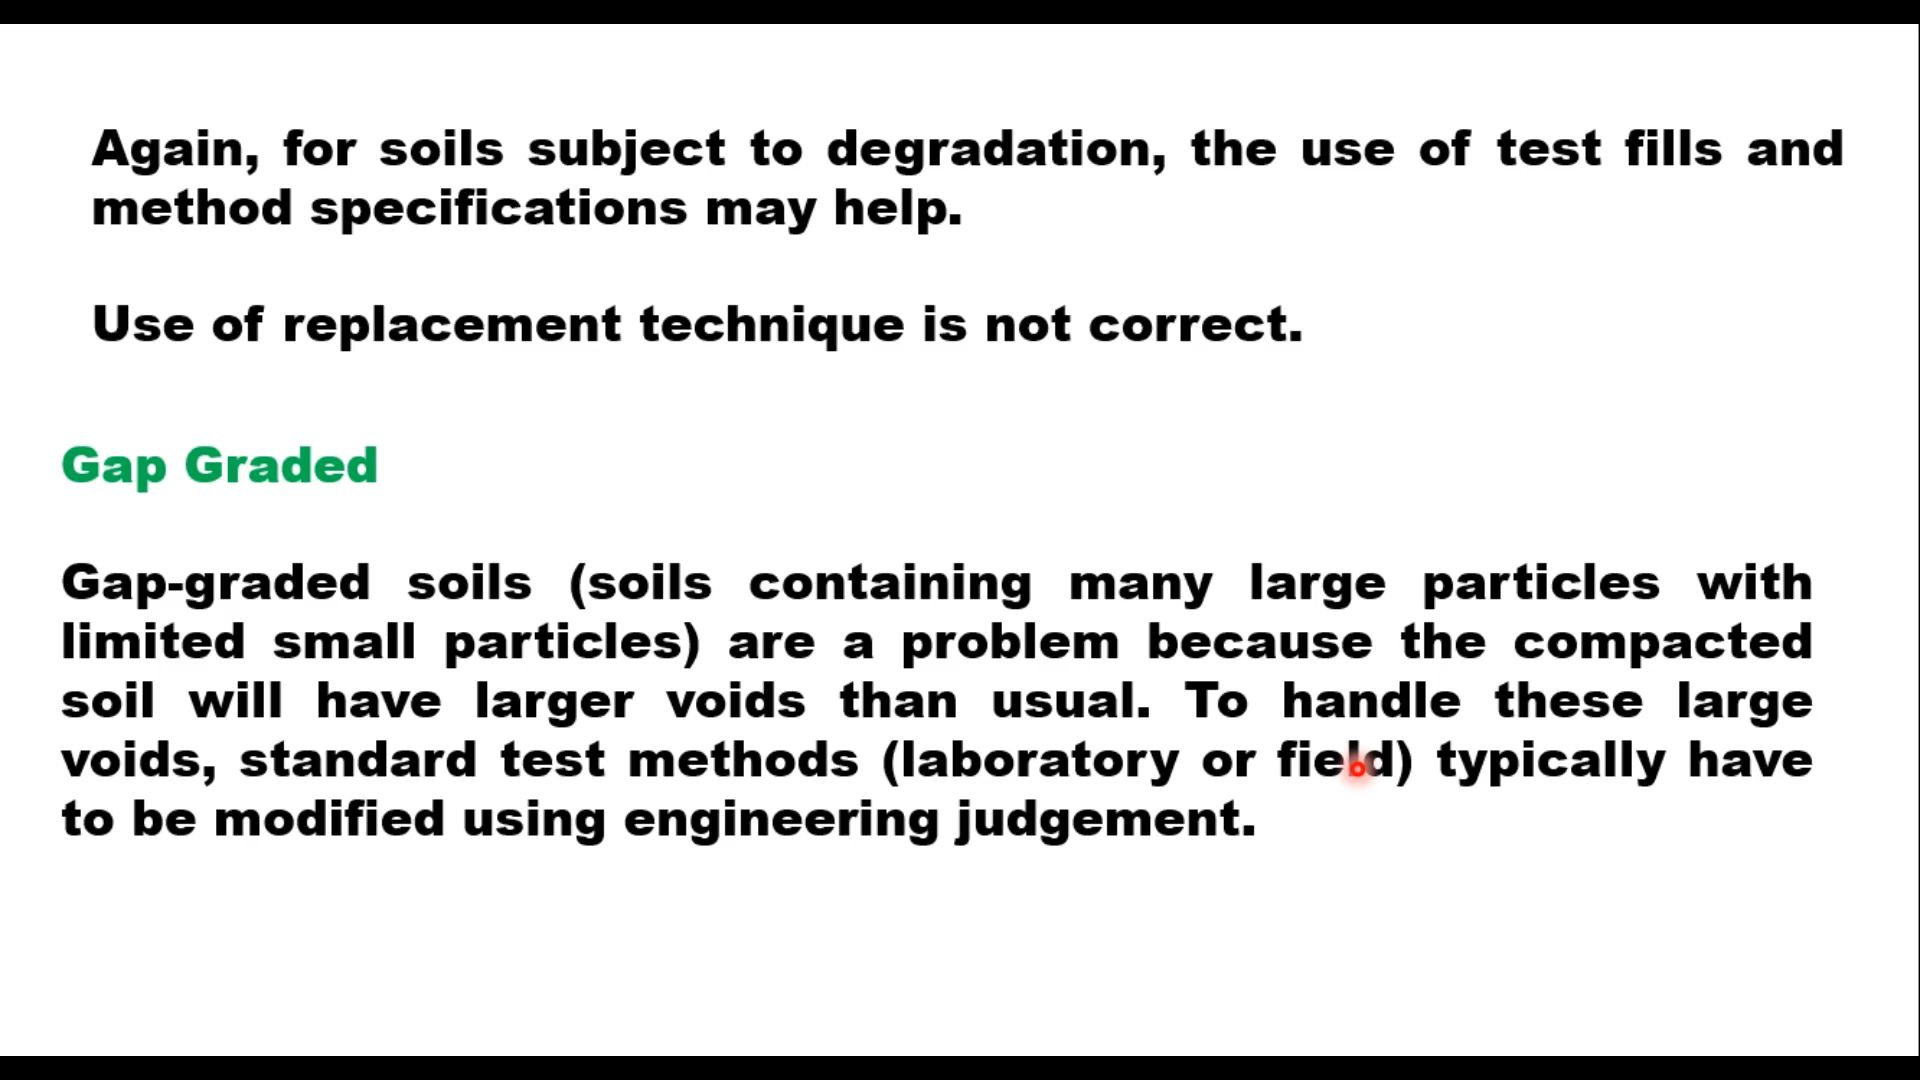 Again, for soils subject to degradation, the use of test fills and
method specifications may help.
Use of replacement technique is not correct.
Gap Graded
Gap-graded soils (soils containing many large particles with
limited small particles) are a problem because the compacted
soil will have larger voids than usual. To handle these large
voids, standard test methods (laboratory or field) typically have
to be modified using engineering judgement.